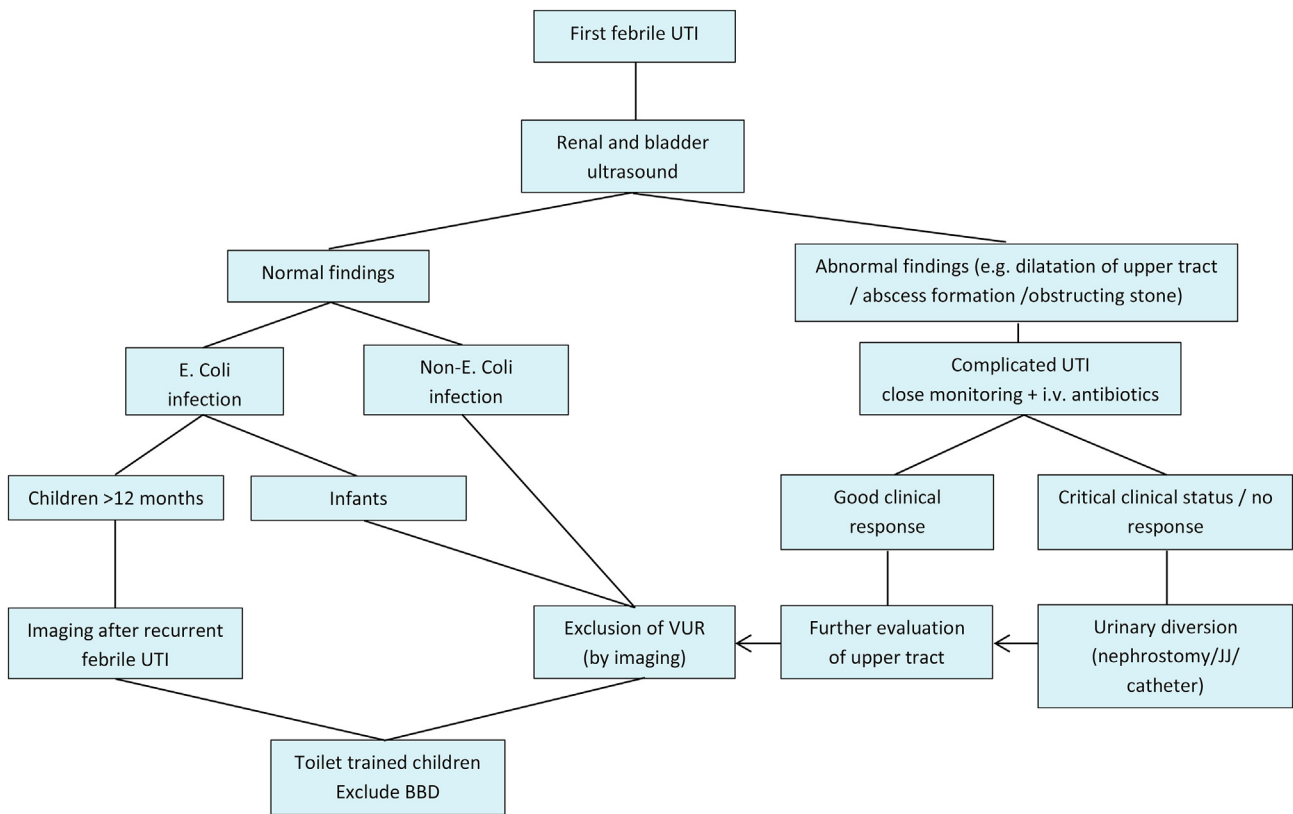 First febrile UTI
Renal and bladder
ultrasound
Normal findings
Abnormal findings (e.g. dilatation of upper tract
/ abscess formation /obstructing stone)
E. Coli
infection
Non-E. Coli
infection
Complicated UTI
close monitoring + i.v. antibiotics
Children >12 months
Infants
Good clinical
response
Critical clinical status / no
response
Imaging after recurrent
febrile UTI
Exclusion of VUR
(by imaging)
Further evaluation
of upper tract
Urinary diversion
(nephrostomy/JJ/
catheter)
Toilet trained children
Exclude BBD